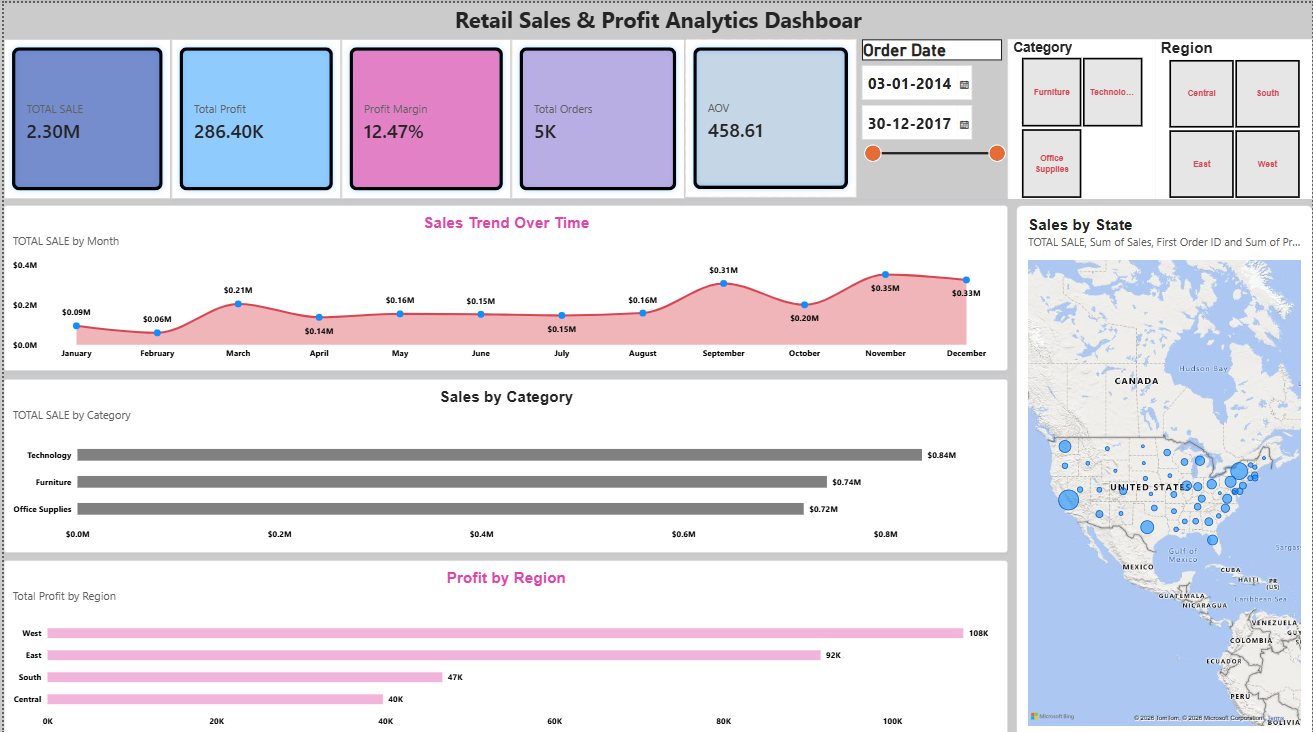 Retail Sales & Profit Analytics Dashboar
TOTAL SALE
2.30M
Total Profit
286.40K
Profit Margin
12.47%
Total Orders
5K
AOV
458.61
Order Date
03-01-2014
30-12-2017
Category
Furniture
Technolo...
Office
Supplies
Region
Central
South
East
West
Sales Trend Over Time
TOTAL SALE by Month
$0.4M
$0.2M
$0.0M
$0.09M
$0.06M
$0.21M
$0.14M
$0.16M
$0.15M
$0.15M
$0.16M
$0.31M
$0.20M
$0.35M
$0.33M
January
February
March
April
May
June
July
August
September
October
November
December
Sales by Category
TOTAL SALE by Category
Technology
$0.84M
Furniture
$0.74M
Office Supplies
$0.72M
$0.0M
$0.2M
$0.4M
$0.6M
$0.8M
Profit by Region
Total Profit by Region
West
108K
East
92K
South
47K
Central
40K
0K
20K
40K
60K
80K
100K
Sales by State
TOTAL SALE, Sum of Sales, First Order ID and Sum of Pr...
Hudson Bay
CANADA
UNITED STATES
Gulf of
Mexico
Sargas
MEXICO
CUBA
HAITI
PR
(US)
GUATEMALA
Caribbean Sea
NICARAGUA
VENEZUELA
GUY
COLOMBIA
ECUADOR
PERU
BOLIVIA
Microsoft Bing
© 2026 TomTom, © 2026 Microsoft Corporation Terms